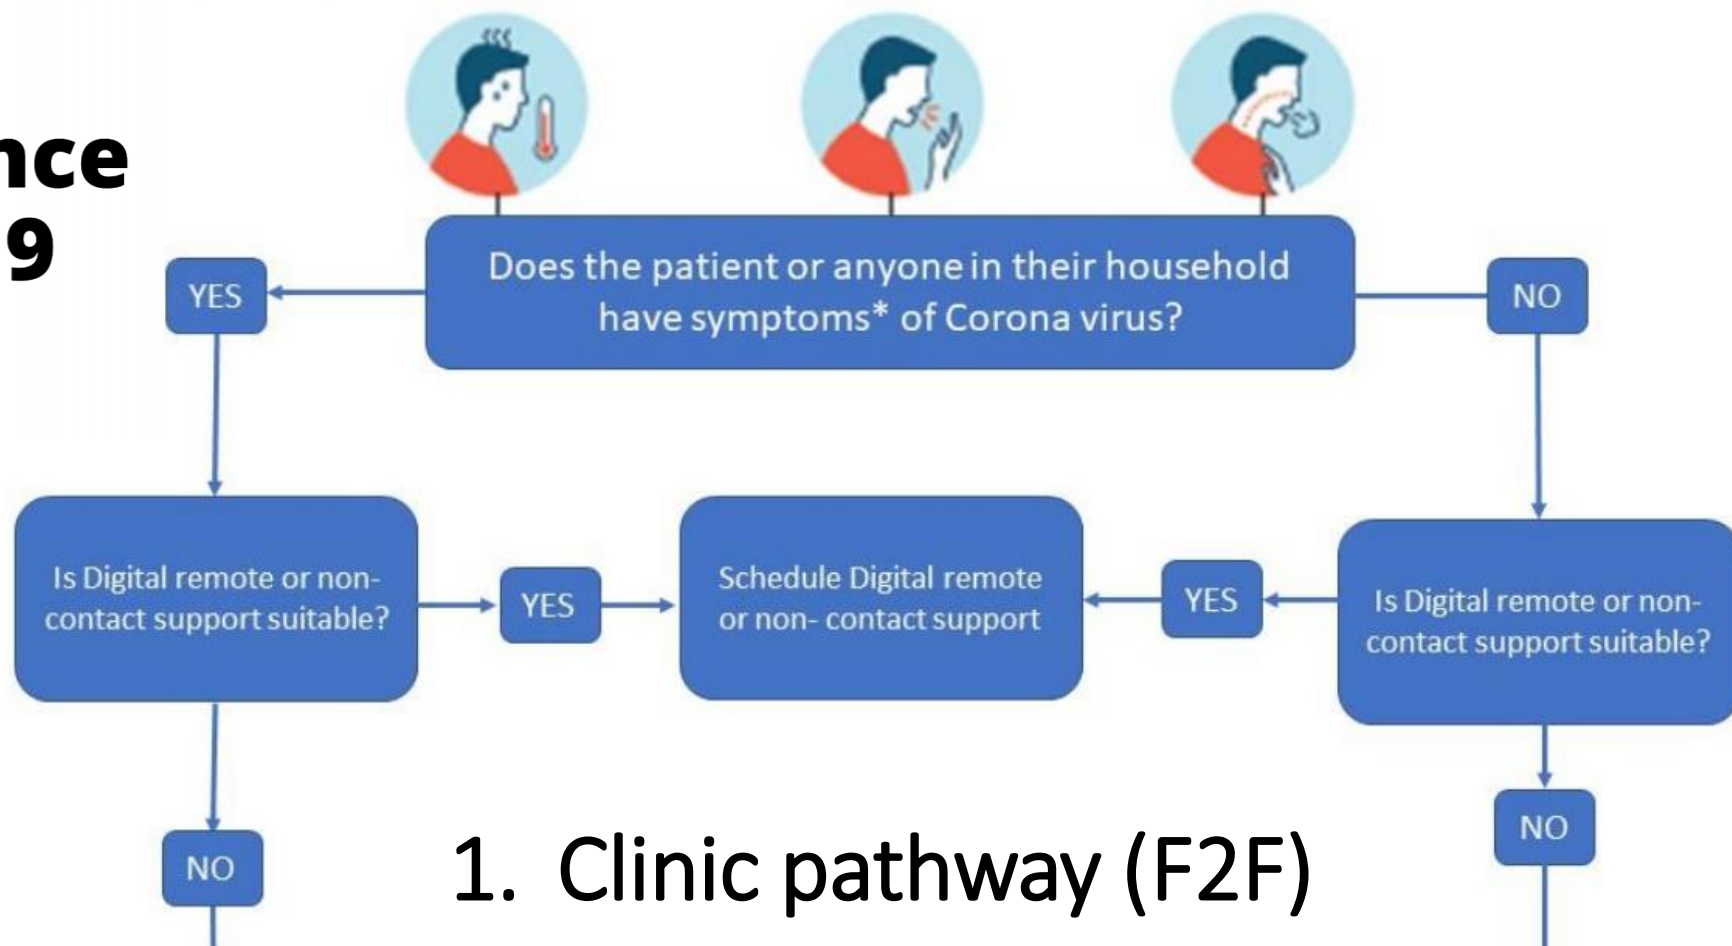 nce
9
Does the patient or anyone in their household
have symptoms* of Corona virus?
YES
NO
Is Digital remote or non-
contact support suitable?
YES
Schedule Digital remote
or non- contact support
YES
Is Digital remote or non-
contact support suitable?
NO
NO
1. Clinic pathway (F2F)